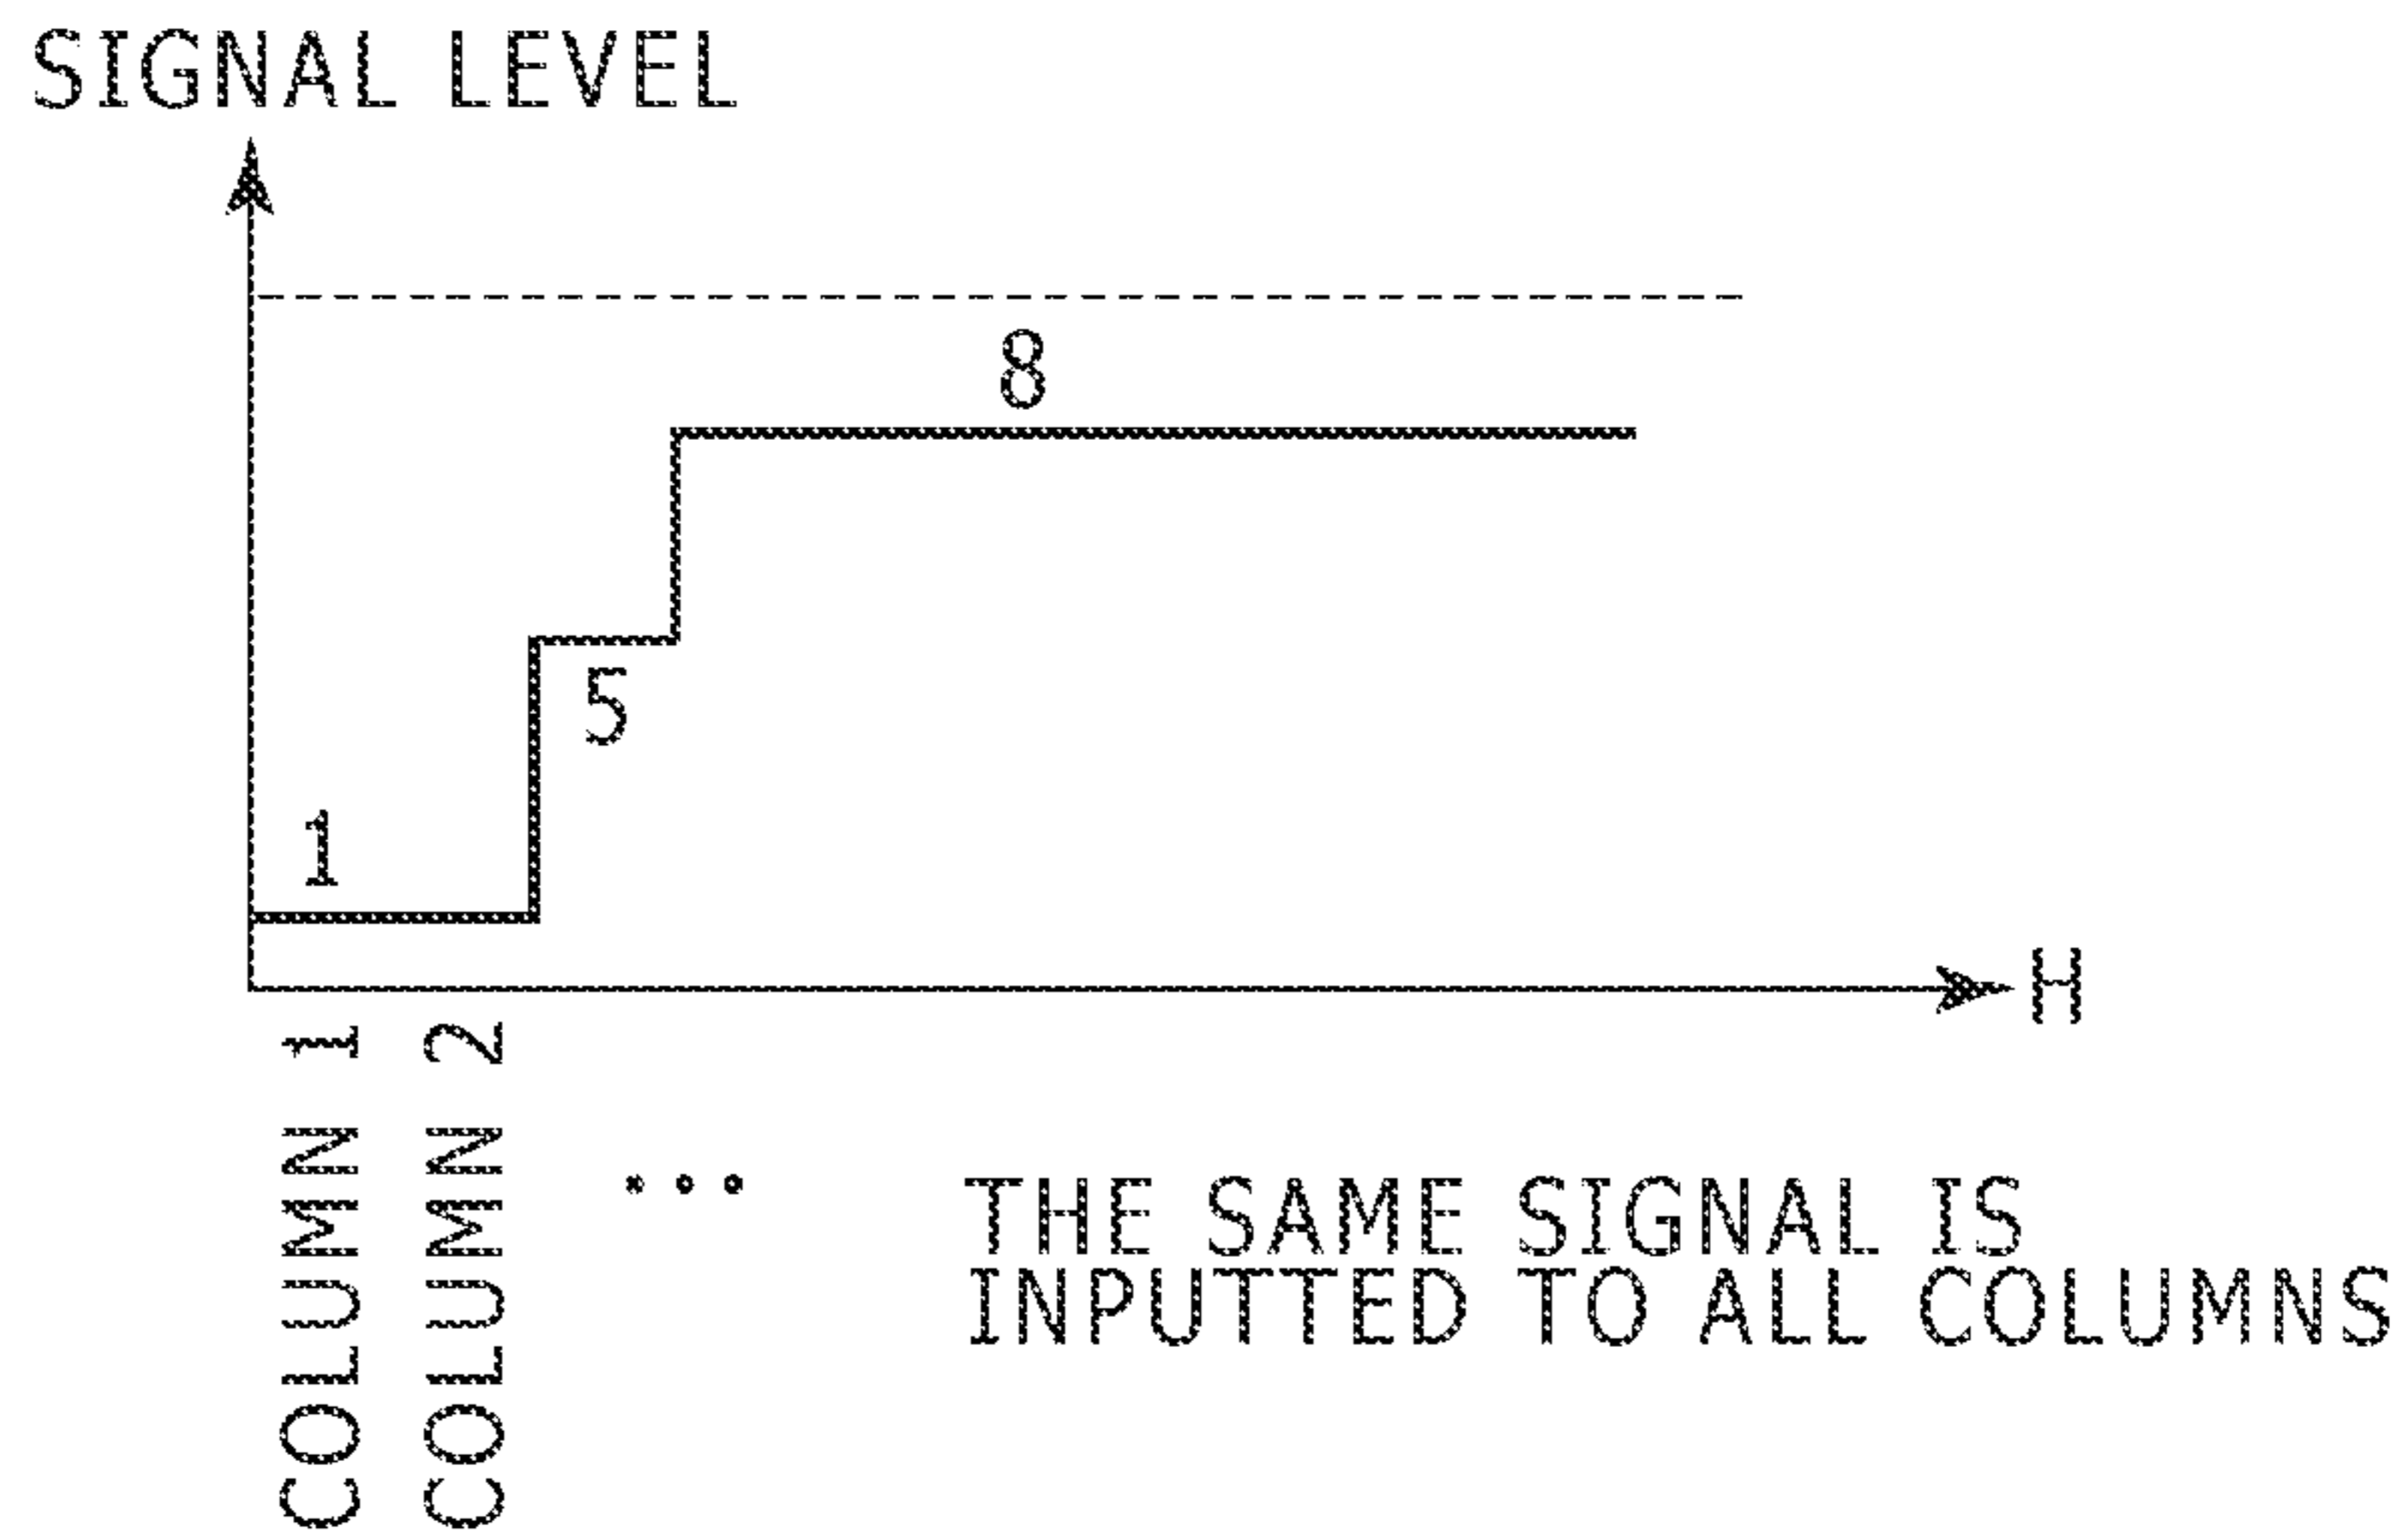 SIGNAL LEVEL
8
5
1
H
COLUMN 1
COLUMN 2
...
THE SAME SIGNAL IS
INPUTTED TO ALL COLUMNS